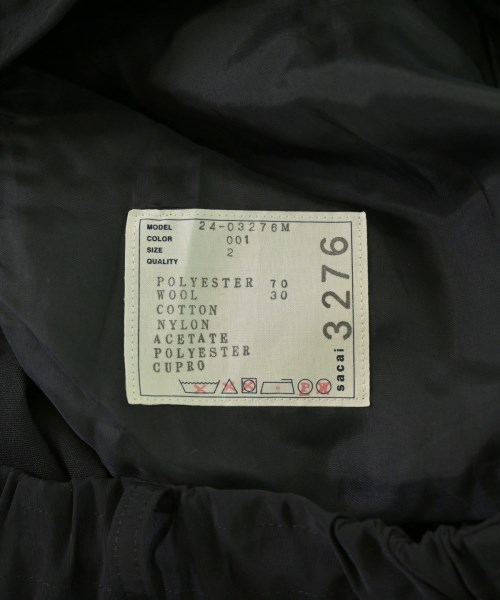 MODEL 24-03276M
COLOR 001
SIZE 2
QUALITY
POLYESTER 70
WOOL 30
COTTON
NYLON
ACETATE
POLYESTER
CUPRO
P W
sacai 3276